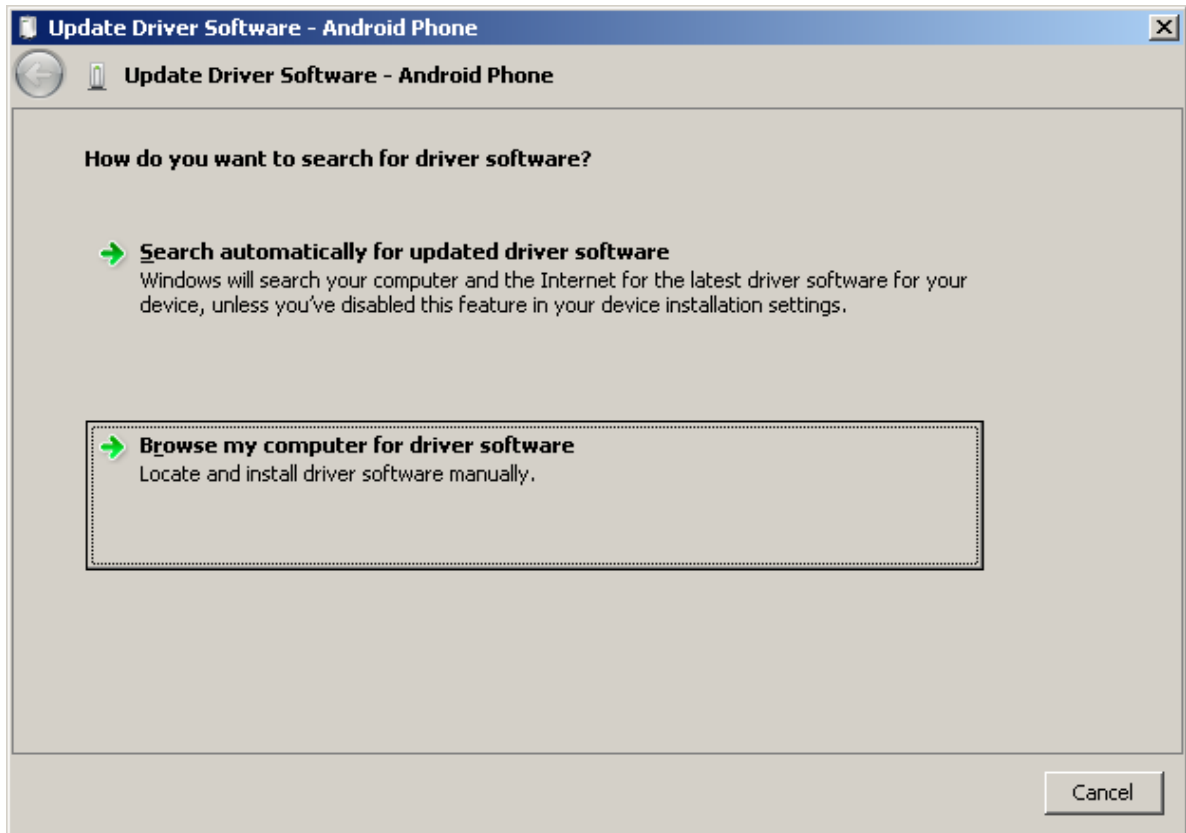 Update Driver Software - Android Phone
Update Driver Software - Android Phone
How do you want to search for driver software?
Search automatically for updated driver software
Windows will search your computer and the Internet for the latest driver software for your
device, unless you've disabled this feature in your device installation settings.
Browse my computer for driver software
Locate and install driver software manually.
Cancel